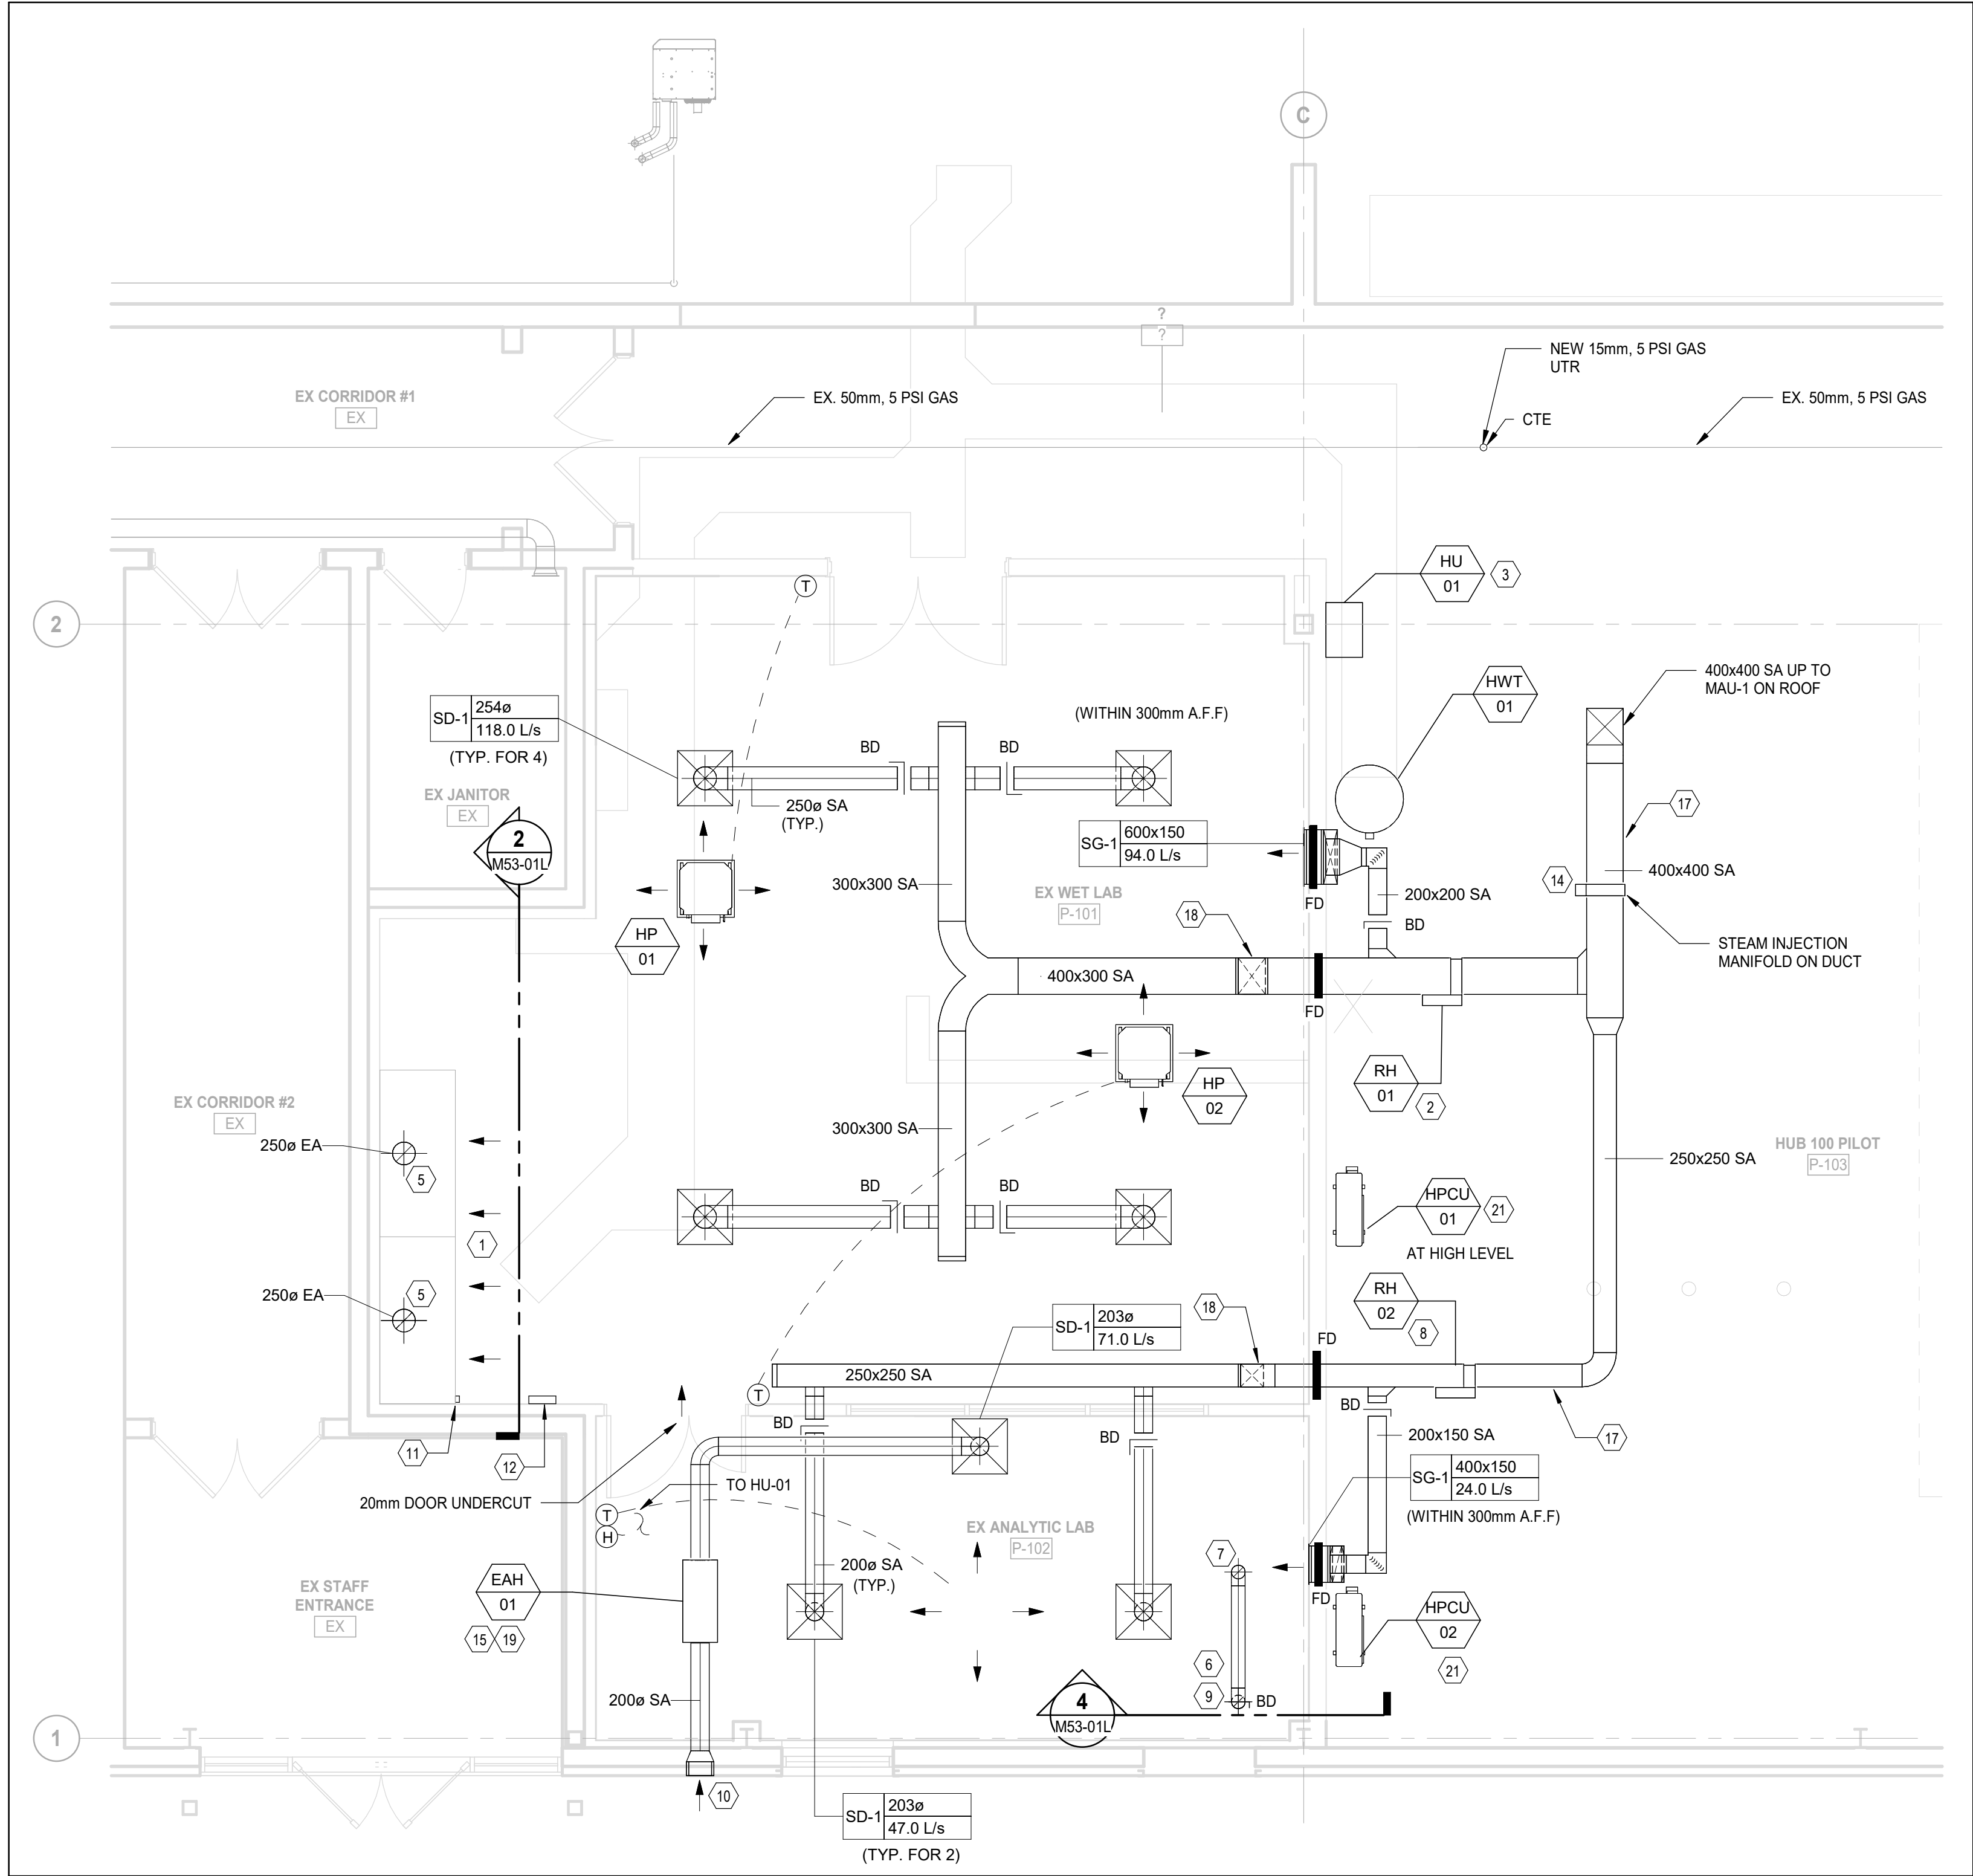 C
?
?
NEW 15mm, 5 PSI GAS
UTR
EX CORRIDOR #1
EX
EX. 50mm, 5 PSI GAS
EX. 50mm, 5 PSI GAS
CTE
HU
01
3
T
2
400x400 SA UP TO
MAU-1 ON ROOF
HWT
01
SD-1
254ø
118.0 L/s
(TYP. FOR 4)
(WITHIN 300mm A.F.F)
BD
BD
EX JANITOR
EX
250ø SA
(TYP.)
17
2
M53-01L
SG-1
600x150
94.0 L/s
300x300 SA
400x400 SA
14
EX WET LAB
P-101
FD
200x200 SA
18
BD
HP
01
STEAM INJECTION
MANIFOLD ON DUCT
400x300 SA
FD
RH
01
2
HP
02
EX CORRIDOR #2
EX
300x300 SA
250ø EA
5
HUB 100 PILOT
P-103
250x250 SA
BD
BD
HPCU
01
21
1
AT HIGH LEVEL
250ø EA
5
RH
02
8
SD-1
203ø
71.0 L/s
18
FD
250x250 SA
T
BD
BD
BD
11
12
200x150 SA
17
SG-1
400x150
24.0 L/s
(WITHIN 300mm A.F.F)
20mm DOOR UNDERCUT
TO HU-01
T
H
EX ANALYTIC LAB
P-102
7
200ø SA
(TYP.)
EAH
01
15
19
EX STAFF
ENTRANCE
EX
FD
HPCU
02
21
6
9
BD
200ø SA
4
M53-01L
1
10
SD-1
203ø
47.0 L/s
(TYP. FOR 2)